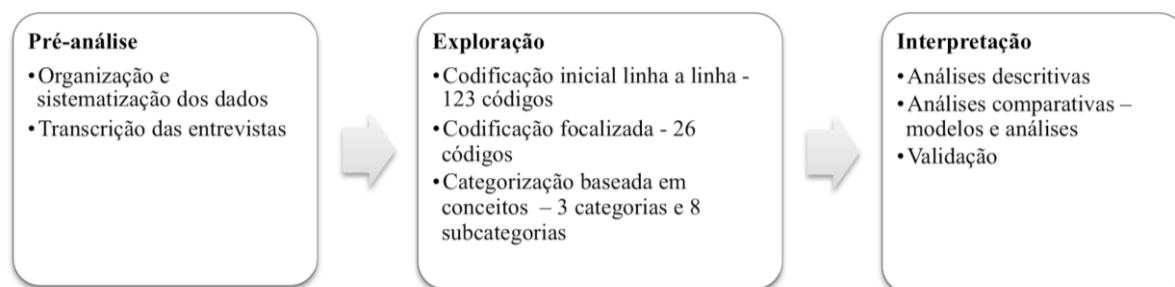 Pré-análise
•Organização e
sistematização dos dados
•Transcrição das entrevistas
Exploração
•Codificação inicial linha a linha -
123 códigos
•Codificação focalizada - 26
códigos
•Categorização baseada em
conceitos – 3 categorias e 8
subcategorias
Interpretação
•Análises descritivas
•Análises comparativas –
modelos e análises
•Validação